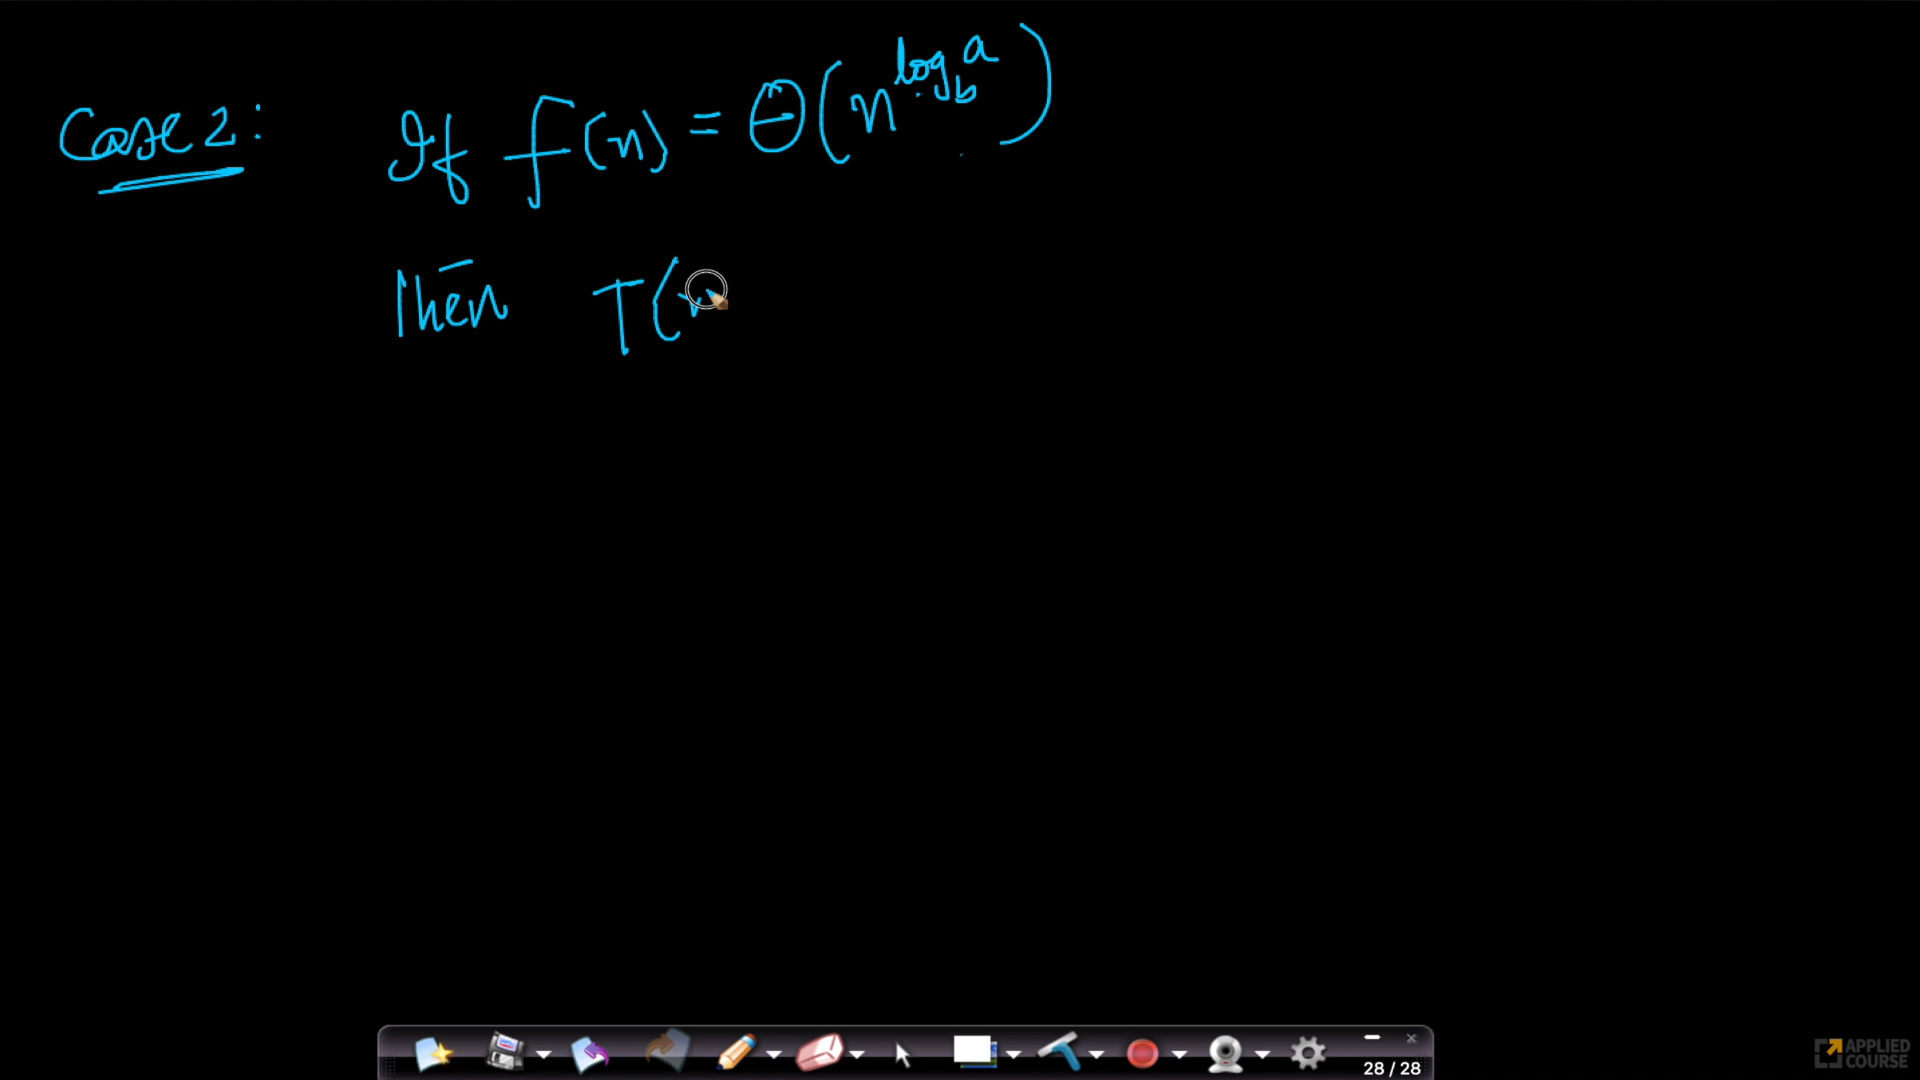 Case 2: If f(n) = Θ(n^log_b a)
Then T(n
28 / 28
APPLIED
COURSE